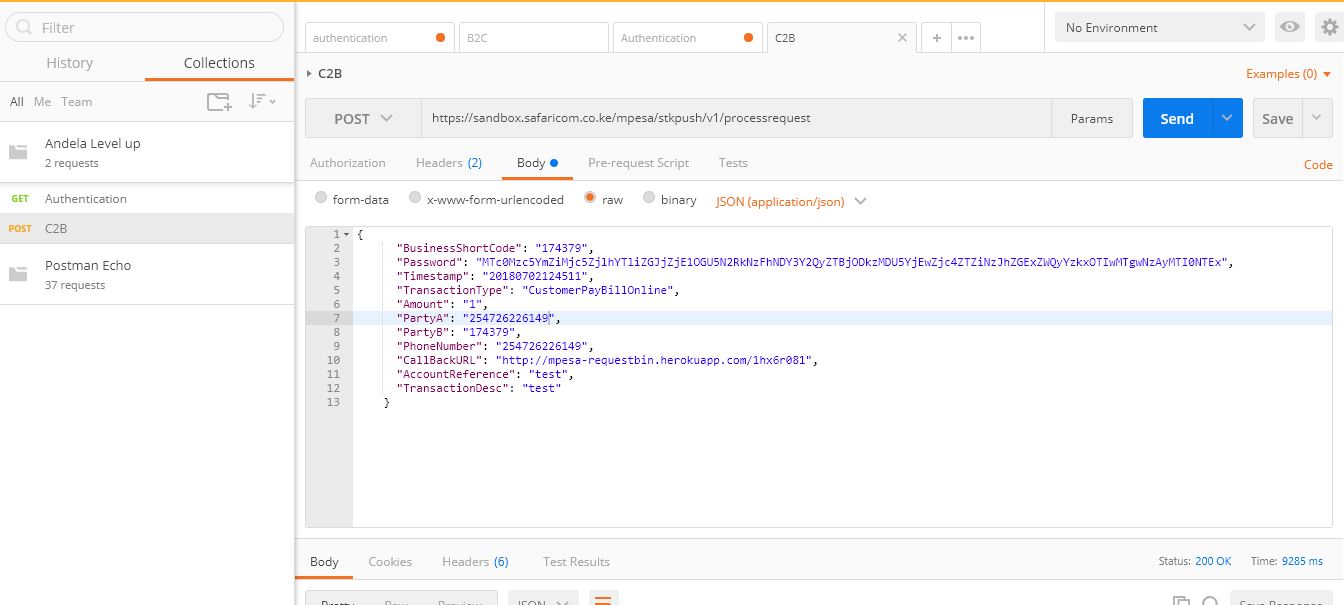 Filter
History Collections
All Me Team
Andela Level up
2 requests
GET Authentication
POST C2B
Postman Echo
37 requests
authentication B2C Authentication C2B
No Environment
C2B
Examples (0)
POST https://sandbox.safaricom.co.ke/mpesa/stkpush/v1/processrequest Params Send Save
Authorization Headers (2) Body Pre-request Script Tests Code
form-data x-www-form-urlencoded raw binary JSON (application/json)
1 {
2 "BusinessShortCode": "174379",
3 "Password": "MTc0Mzc5YmZiMjc5ZjlhYTliZGJjZjE1OGU5N2RkNzFhNDY3Y2QyZTBjODkzMDU5YjEwZjc4ZTZiNzJhZGExZWQyYzkxOTIwMTgwNzAyMTI0NTEx",
4 "Timestamp": "20180702124511",
5 "TransactionType": "CustomerPayBillOnline",
6 "Amount": "1",
7 "PartyA": "254726226149",
8 "PartyB": "174379",
9 "PhoneNumber": "254726226149",
10 "CallBackURL": "http://mpesa-requestbin.herokuapp.com/1hx6r081",
11 "AccountReference": "test",
12 "TransactionDesc": "test"
13 }
Body Cookies Headers (6) Test Results Status: 200 OK Time: 9285 ms
Pretty Raw Preview JSON Save Response